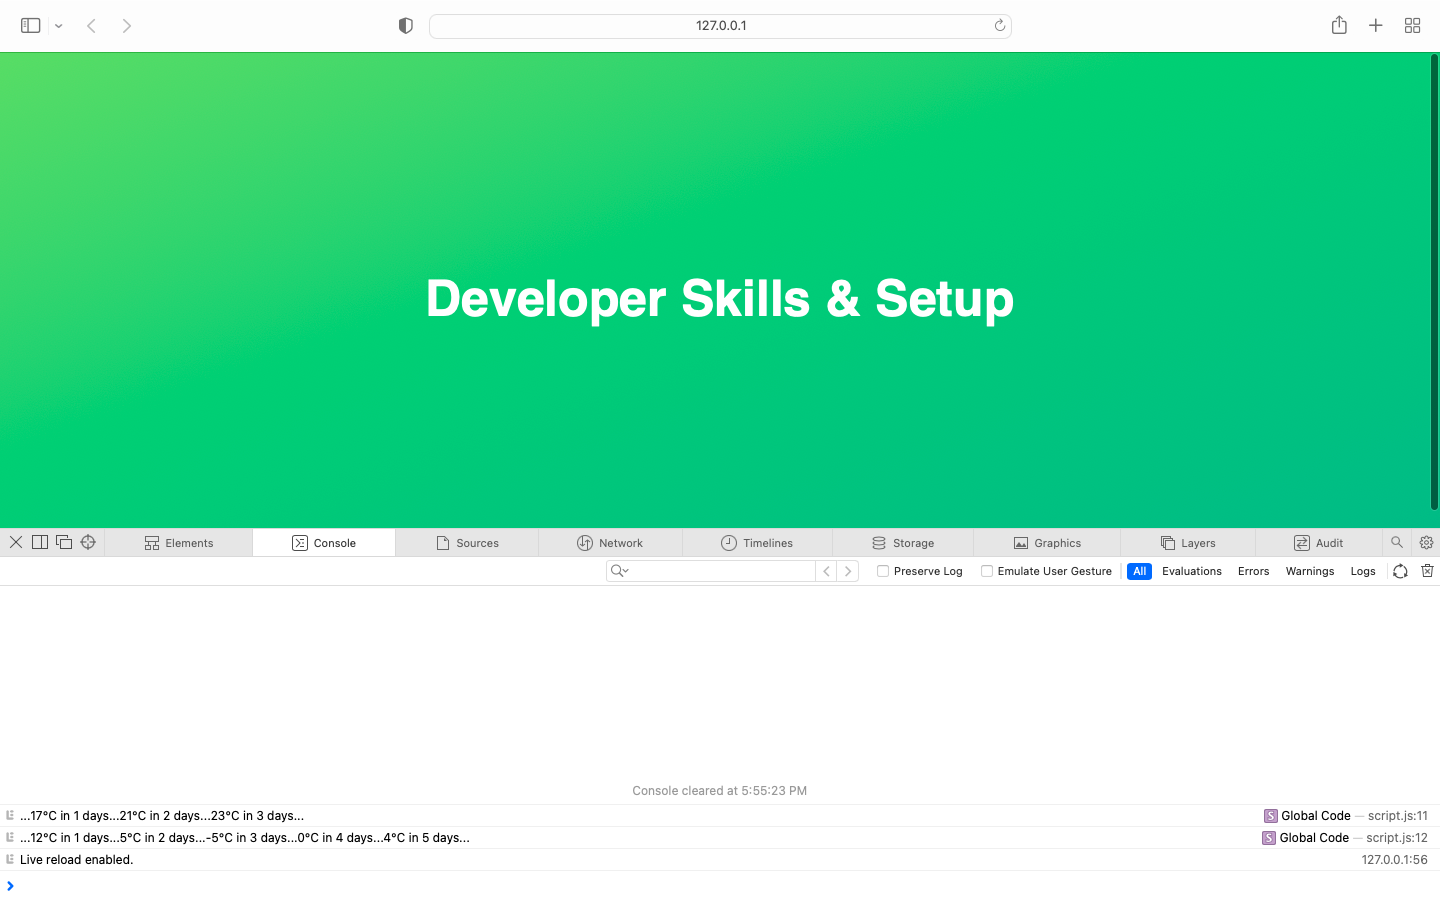 127.0.0.1
Developer Skills & Setup
Elements Console Sources Network Timelines Storage Graphics Layers Audit
Preserve Log Emulate User Gesture All Evaluations Errors Warnings Logs
Console cleared at 5:55:23 PM
...17°C in 1 days...21°C in 2 days...23°C in 3 days... S Global Code — script.js:11
...12°C in 1 days...5°C in 2 days...-5°C in 3 days...0°C in 4 days...4°C in 5 days... S Global Code — script.js:12
Live reload enabled. 127.0.0.1:56